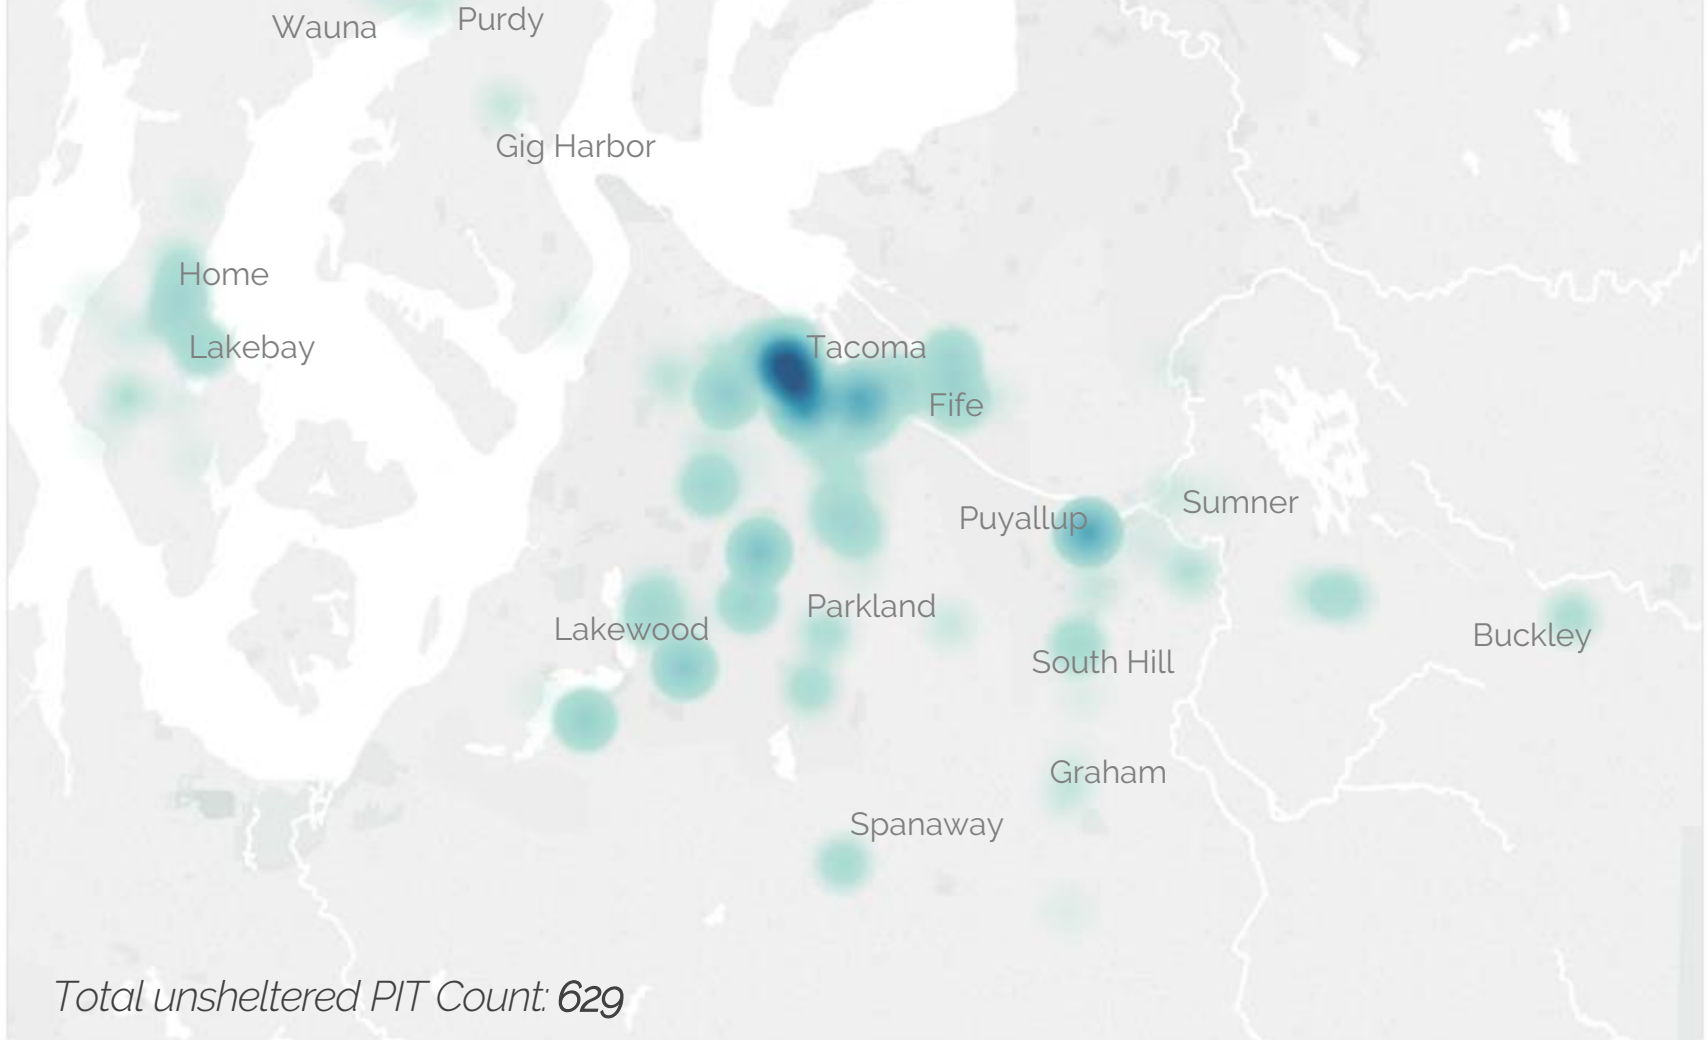 Wauna
Purdy
Gig Harbor
Home
Lakebay
Tacoma
Fife
Puyallup
Sumner
Parkland
Lakewood
Buckley
South Hill
Graham
Spanaway
Total unsheltered PIT Count: 629